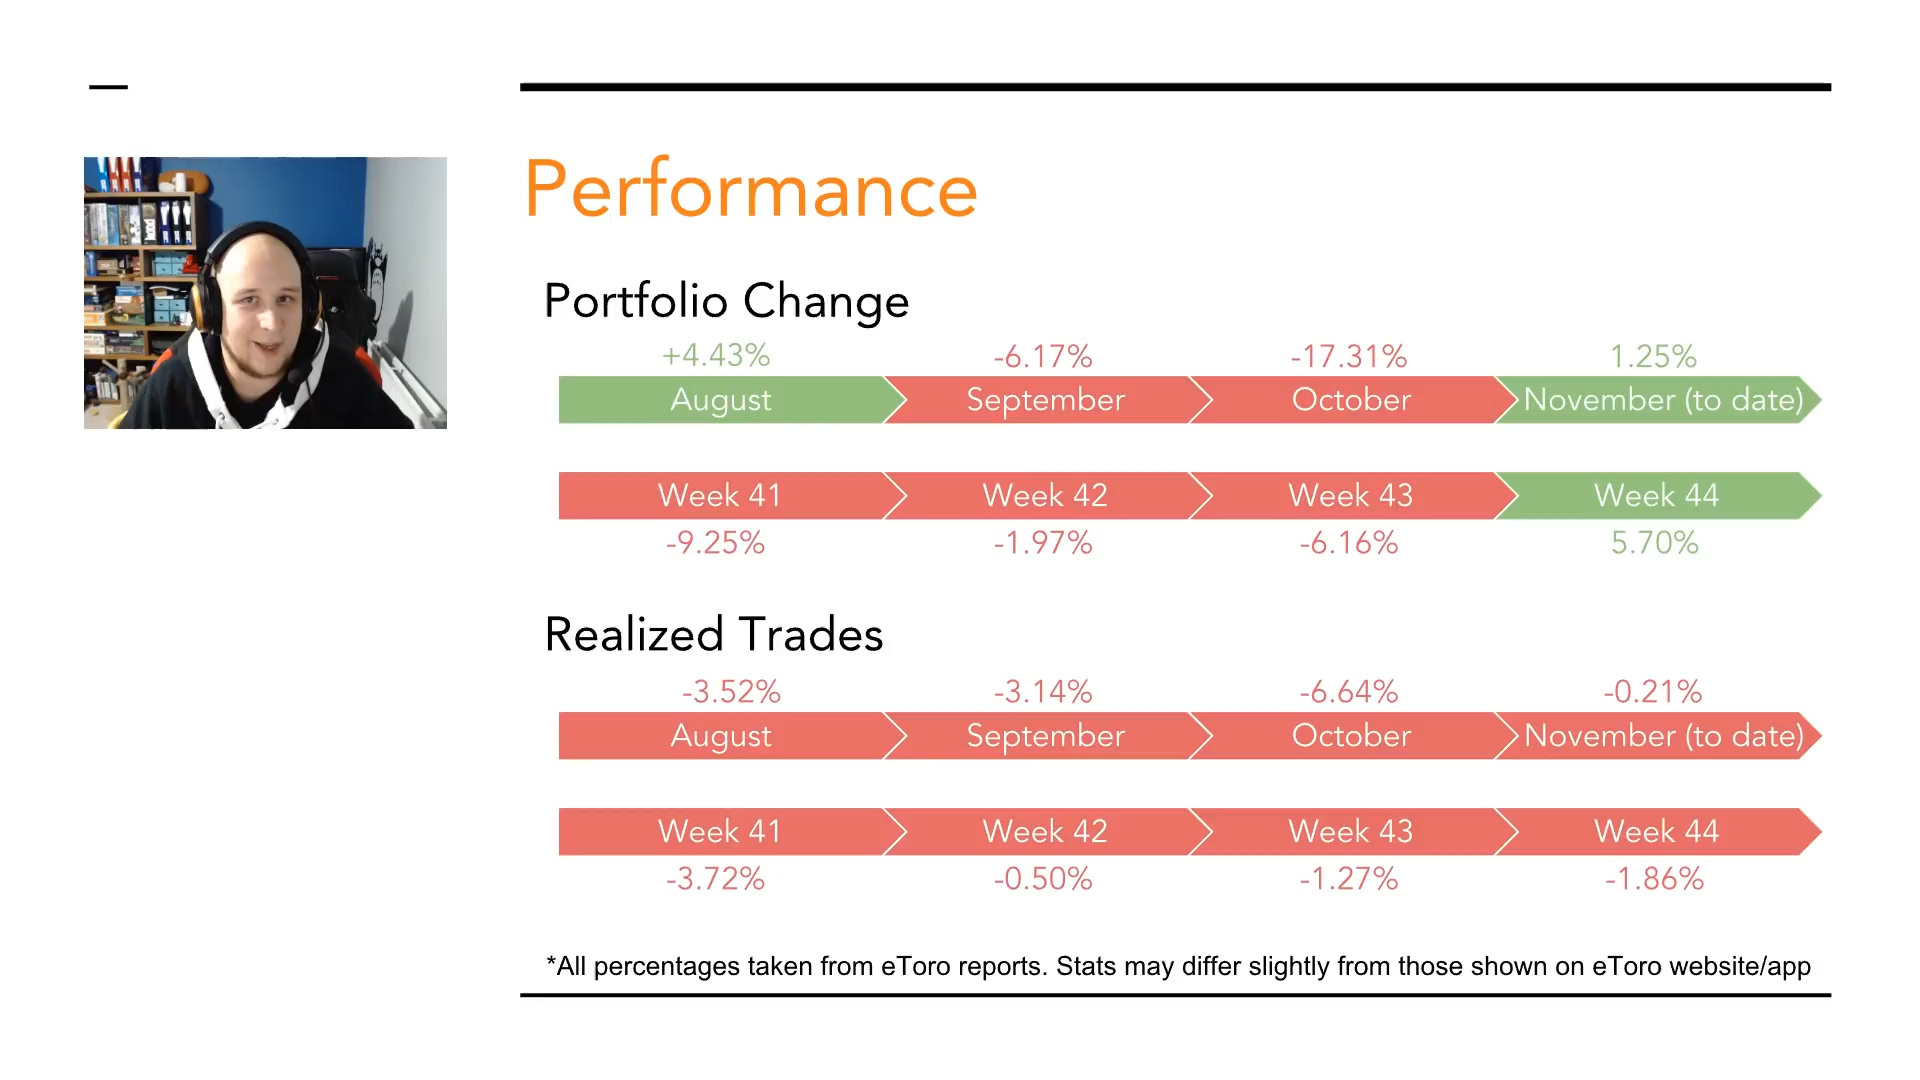 Performance
Portfolio Change
+4.43% -6.17% -17.31% 1.25%
August September October November (to date)
Week 41 Week 42 Week 43 Week 44
-9.25% -1.97% -6.16% 5.70%
Realized Trades
-3.52% -3.14% -6.64% -0.21%
August September October November (to date)
Week 41 Week 42 Week 43 Week 44
-3.72% -0.50% -1.27% -1.86%
*All percentages taken from eToro reports. Stats may differ slightly from those shown on eToro website/app